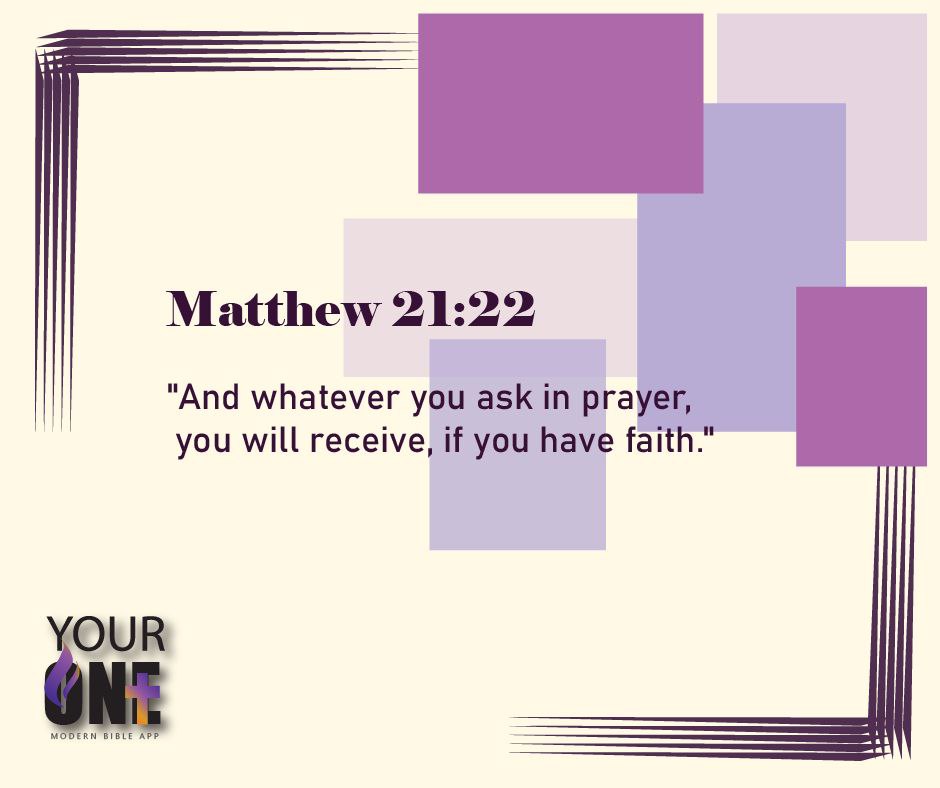 Matthew 21:22
"And whatever you ask in prayer,
you will receive, if you have faith."
YOUR
ONE
MODERN BIBLE APP